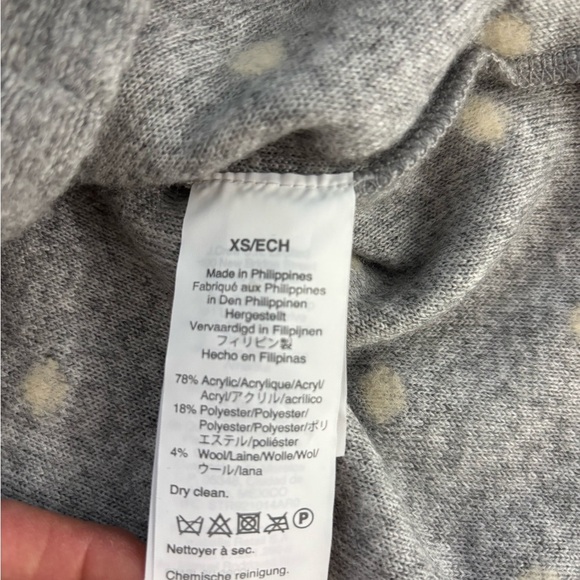 XS/ECH
Made in Philippines
Fabriqué aux Philippines
in Den Philippinen
Hergestellt
Vervaardigd in Filipijnen
フィリピン製
Hecho en Filipinas
78% Acrylic/Acrylique/Acryl/
Acryl/アクリル/acrílico
18% Polyester/Polyester/
Polyester/Polyester/ポリ
エステル/poliéster
4% Wool/Laine/Wolle/Wol/
ウール/lana
Dry clean.
P
Nettoyer à sec.
Chemische reinigung.